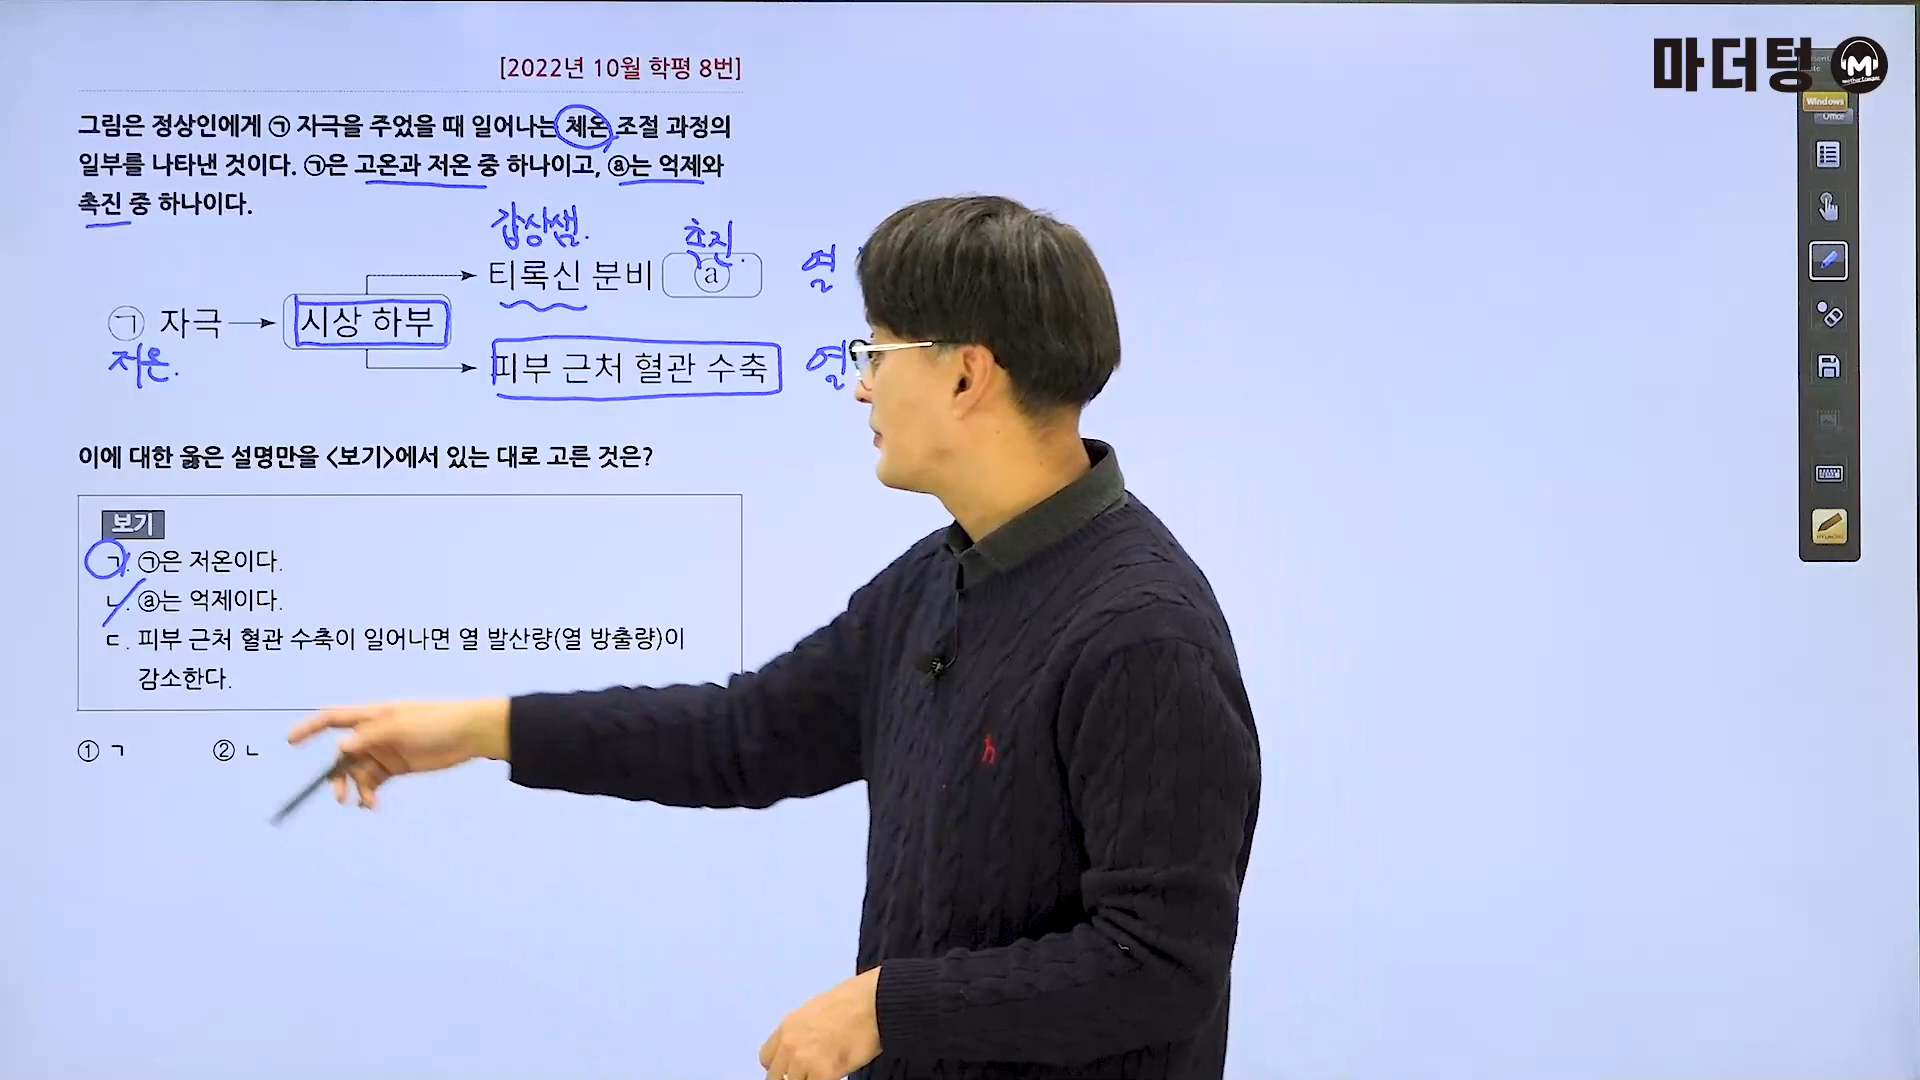 마더텅
[2022년 10월 학평 8번]
그림은 정상인에게 ㉠ 자극을 주었을 때 일어나는 체온 조절 과정의
일부를 나타낸 것이다. ㉠은 고온과 저온 중 하나이고, ⓐ는 억제와
촉진 중 하나이다.
갑상샘.
촉진.
티록신 분비 ⓐ
열
㉠ 자극
시상 하부
저온.
피부 근처 혈관 수축
열
이에 대한 옳은 설명만을 <보기>에서 있는 대로 고른 것은?
보기
ㄱ. ㉠은 저온이다.
ㄴ. ⓐ는 억제이다.
ㄷ. 피부 근처 혈관 수축이 일어나면 열 발산량(열 방출량)이
감소한다.
① ㄱ ② ㄴ
Windows
Office